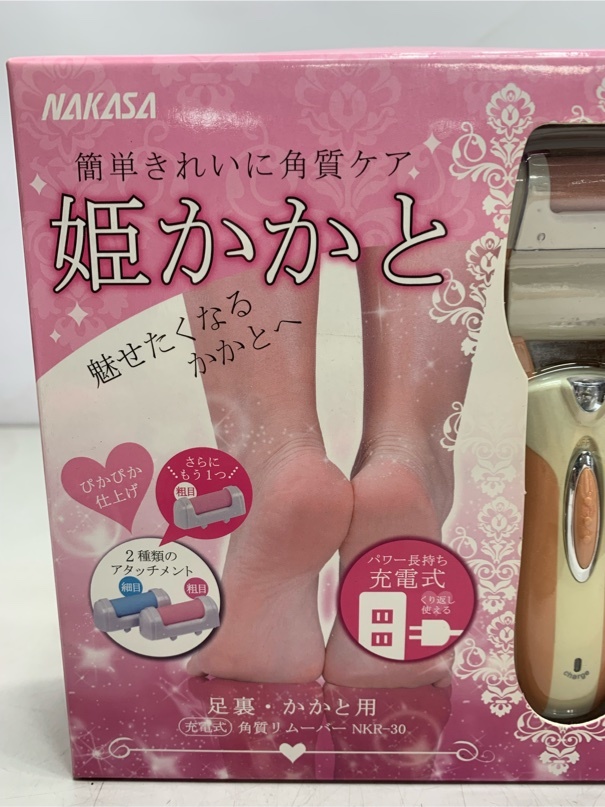 NAKASA
簡単きれいに角質ケア
姫かかと
魅せたくなる
かかとへ
ぴかぴか
仕上げ
さらに
もう1つ
粗目
2種類の
アタッチメント
細目
粗目
パワー長持ち
充電式
くり返し
使える
charge
足裏・かかと用
充電式 角質リムーバー NKR-30